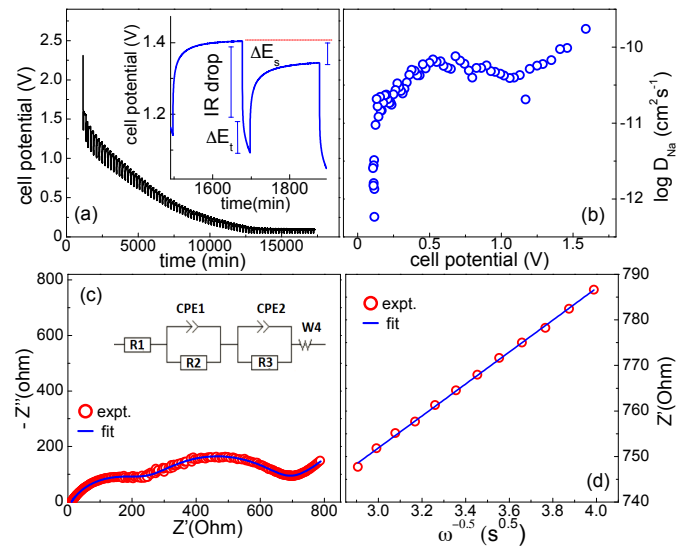 2.5
2.0
1.5
1.0
0.5
0.0
cell potential (V)
0 5000 10000 15000
time (min)
(a)
1.4
1.2
1.1
cell potential (V)
1600 1800
time(min)
IR drop
ΔEs
ΔEt
-10
-11
-12
log DNa (cm2 s-1)
0.0 0.5 1.0 1.5
cell potential (V)
(b)
800
600
400
200
0
- Z"(ohm)
0 200 400 600 800
Z'(Ohm)
(c)
CPE1 CPE2
W4
R1
R2 R3
expt.
fit
790
780
770
760
750
740
Z'(Ohm)
3.0 3.2 3.4 3.6 3.8 4.0
ω-0.5 (s0.5)
(d)
expt.
fit